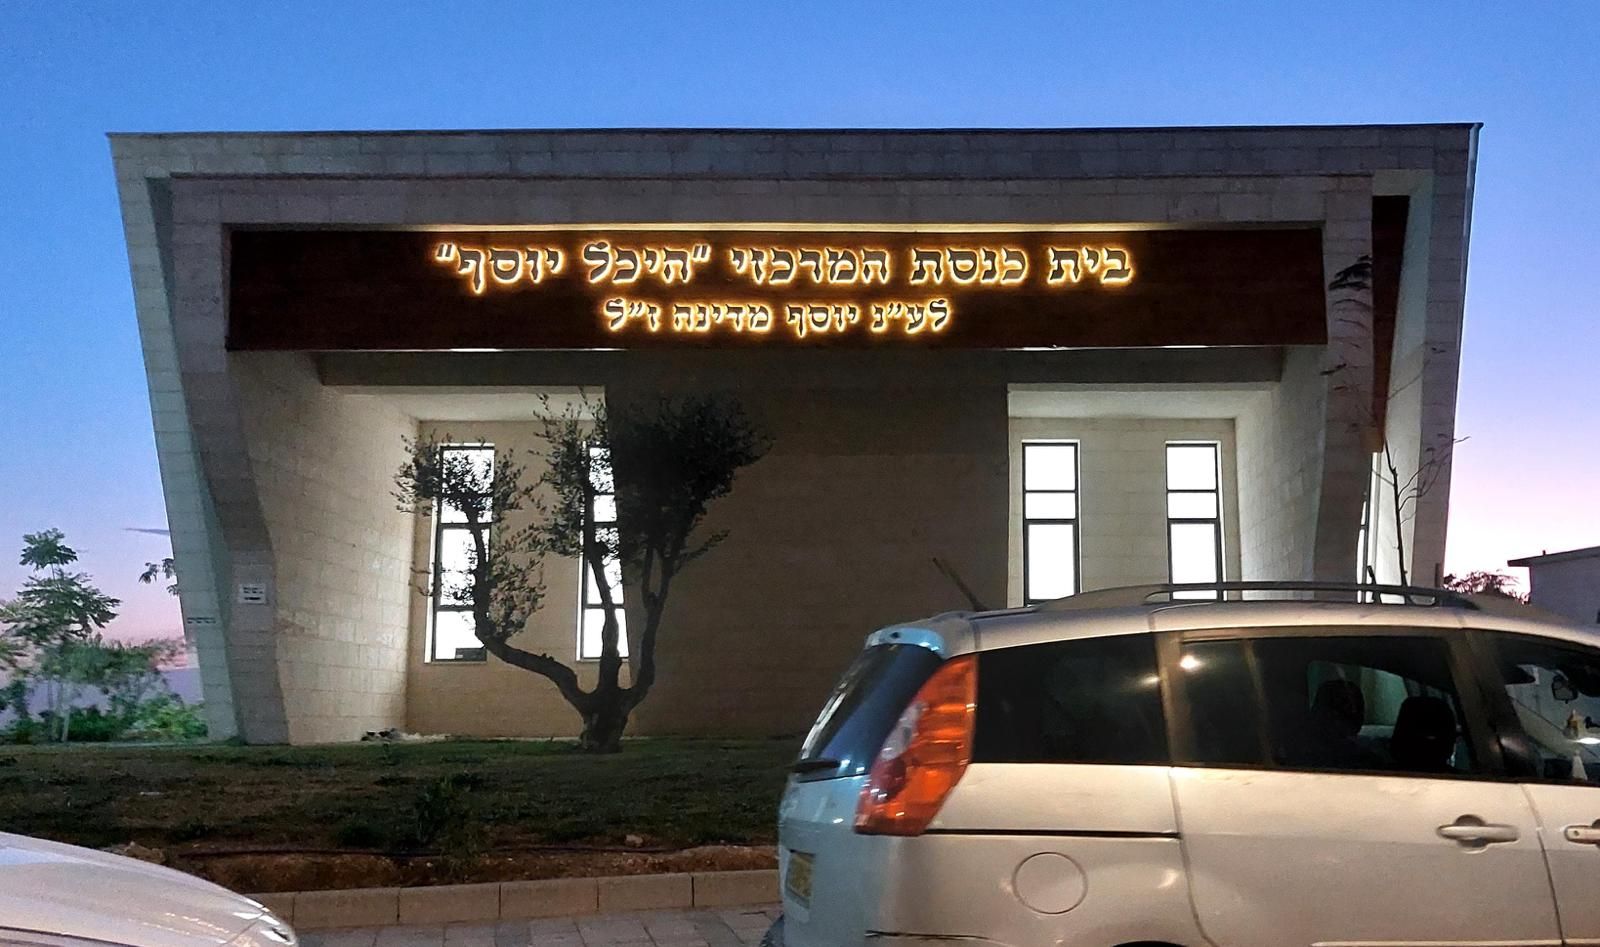 בית כנסת המרכזי "היכל יוסף"
לע"נ יוסף מדינה ז"ל